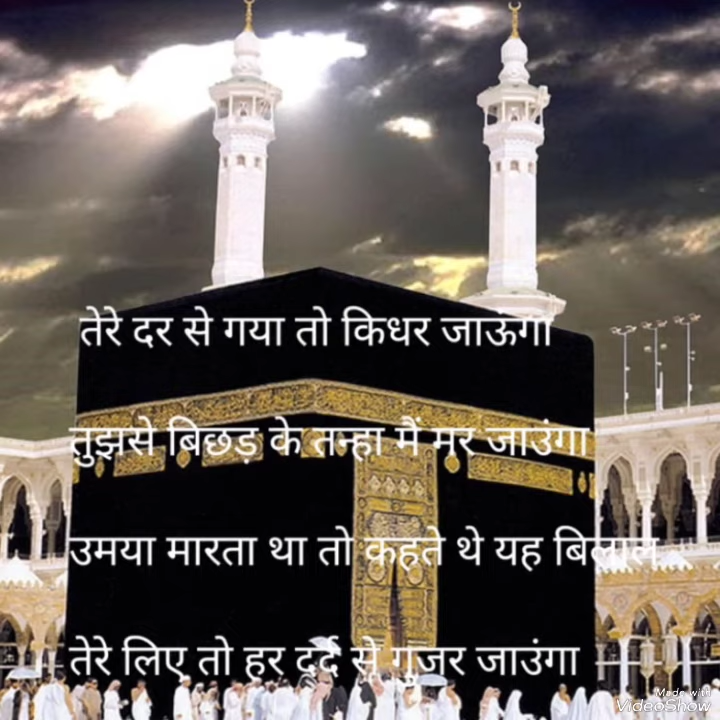 तेरे दर से गया तो किधर जाऊंगा
तुझसे बिछड़ के तन्हा मैं मर जाउंगा
उमया मारता था तो कहते थे यह बिलाल
तेरे लिए तो हर दर्द से गुजर जाउंगा
Made with
VideoShow